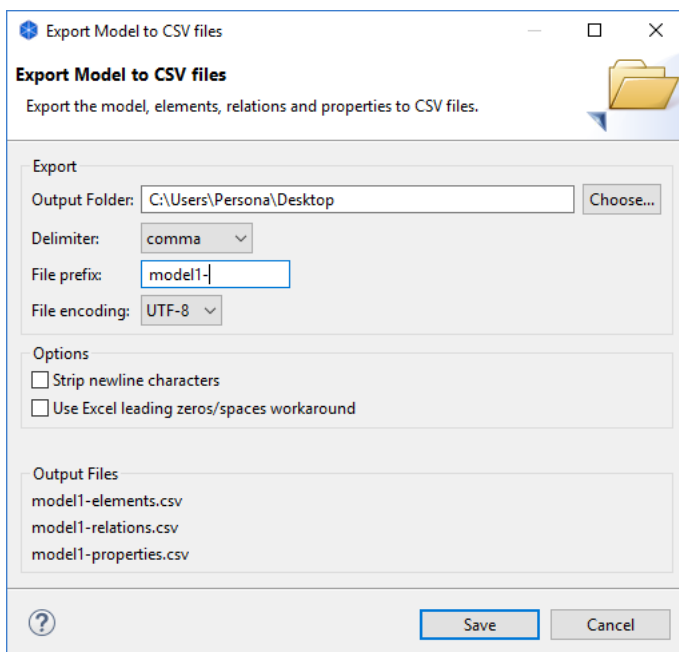 Export Model to CSV files
Export Model to CSV files
Export the model, elements, relations and properties to CSV files.
Export
Output Folder: C:\Users\Persona\Desktop Choose...
Delimiter: comma
File prefix: model1-
File encoding: UTF-8
Options
Strip newline characters
Use Excel leading zeros/spaces workaround
Output Files
model1-elements.csv
model1-relations.csv
model1-properties.csv
? Save Cancel